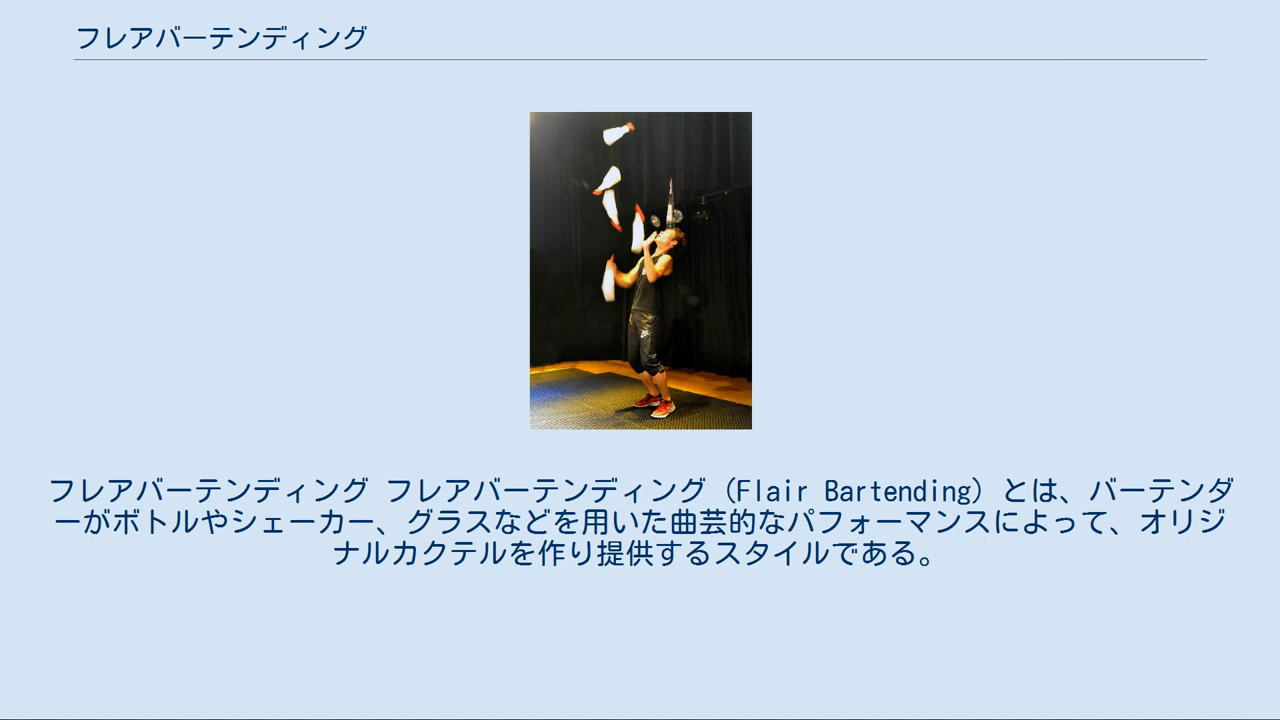 フレアバーテンディング
フレアバーテンディング フレアバーテンディング (Flair Bartending) とは、バーテンダ
ーがボトルやシェーカー、グラスなどを用いた曲芸的なパフォーマンスによって、オリジ
ナルカクテルを作り提供するスタイルである。